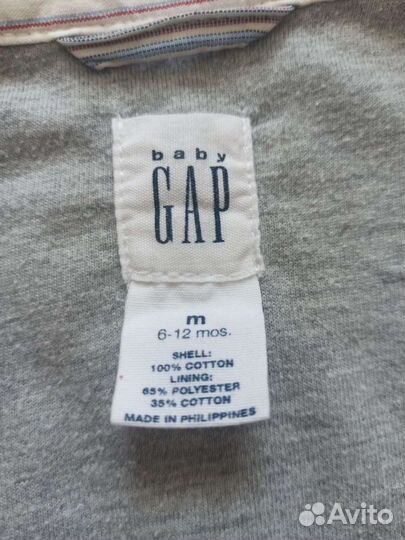 baby
GAP
m
6-12 mos.
SHELL:
100% COTTON
LINING:
65% POLYESTER
35% COTTON
MADE IN PHILIPPINES
Avito